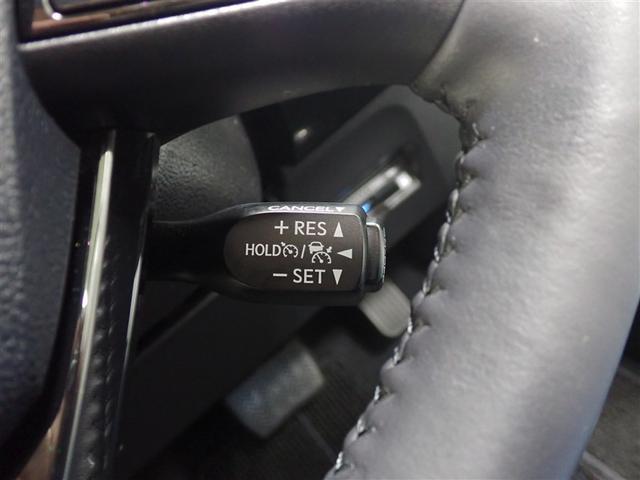 CANCEL▼
+ RES ▲
HOLD / ◄
− SET ▼